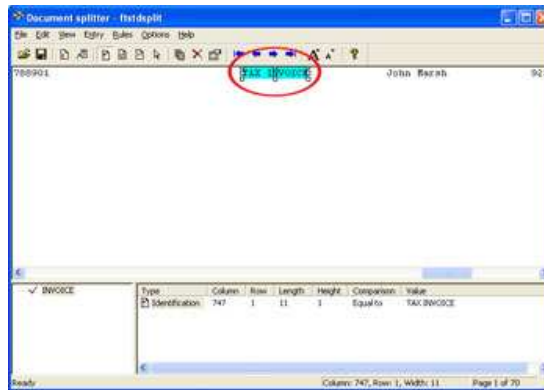 Document splitter - ftstdsplit
File Edit View Entry Rules Options Help
788901 TAX INVOICE John Marsh 92
INVOICE
Type Column Row Length Height Comparison Value
Identification 747 1 11 1 Equal to TAX INVOICE
Ready Column: 747, Row: 1, Width: 11 Page 1 of 70